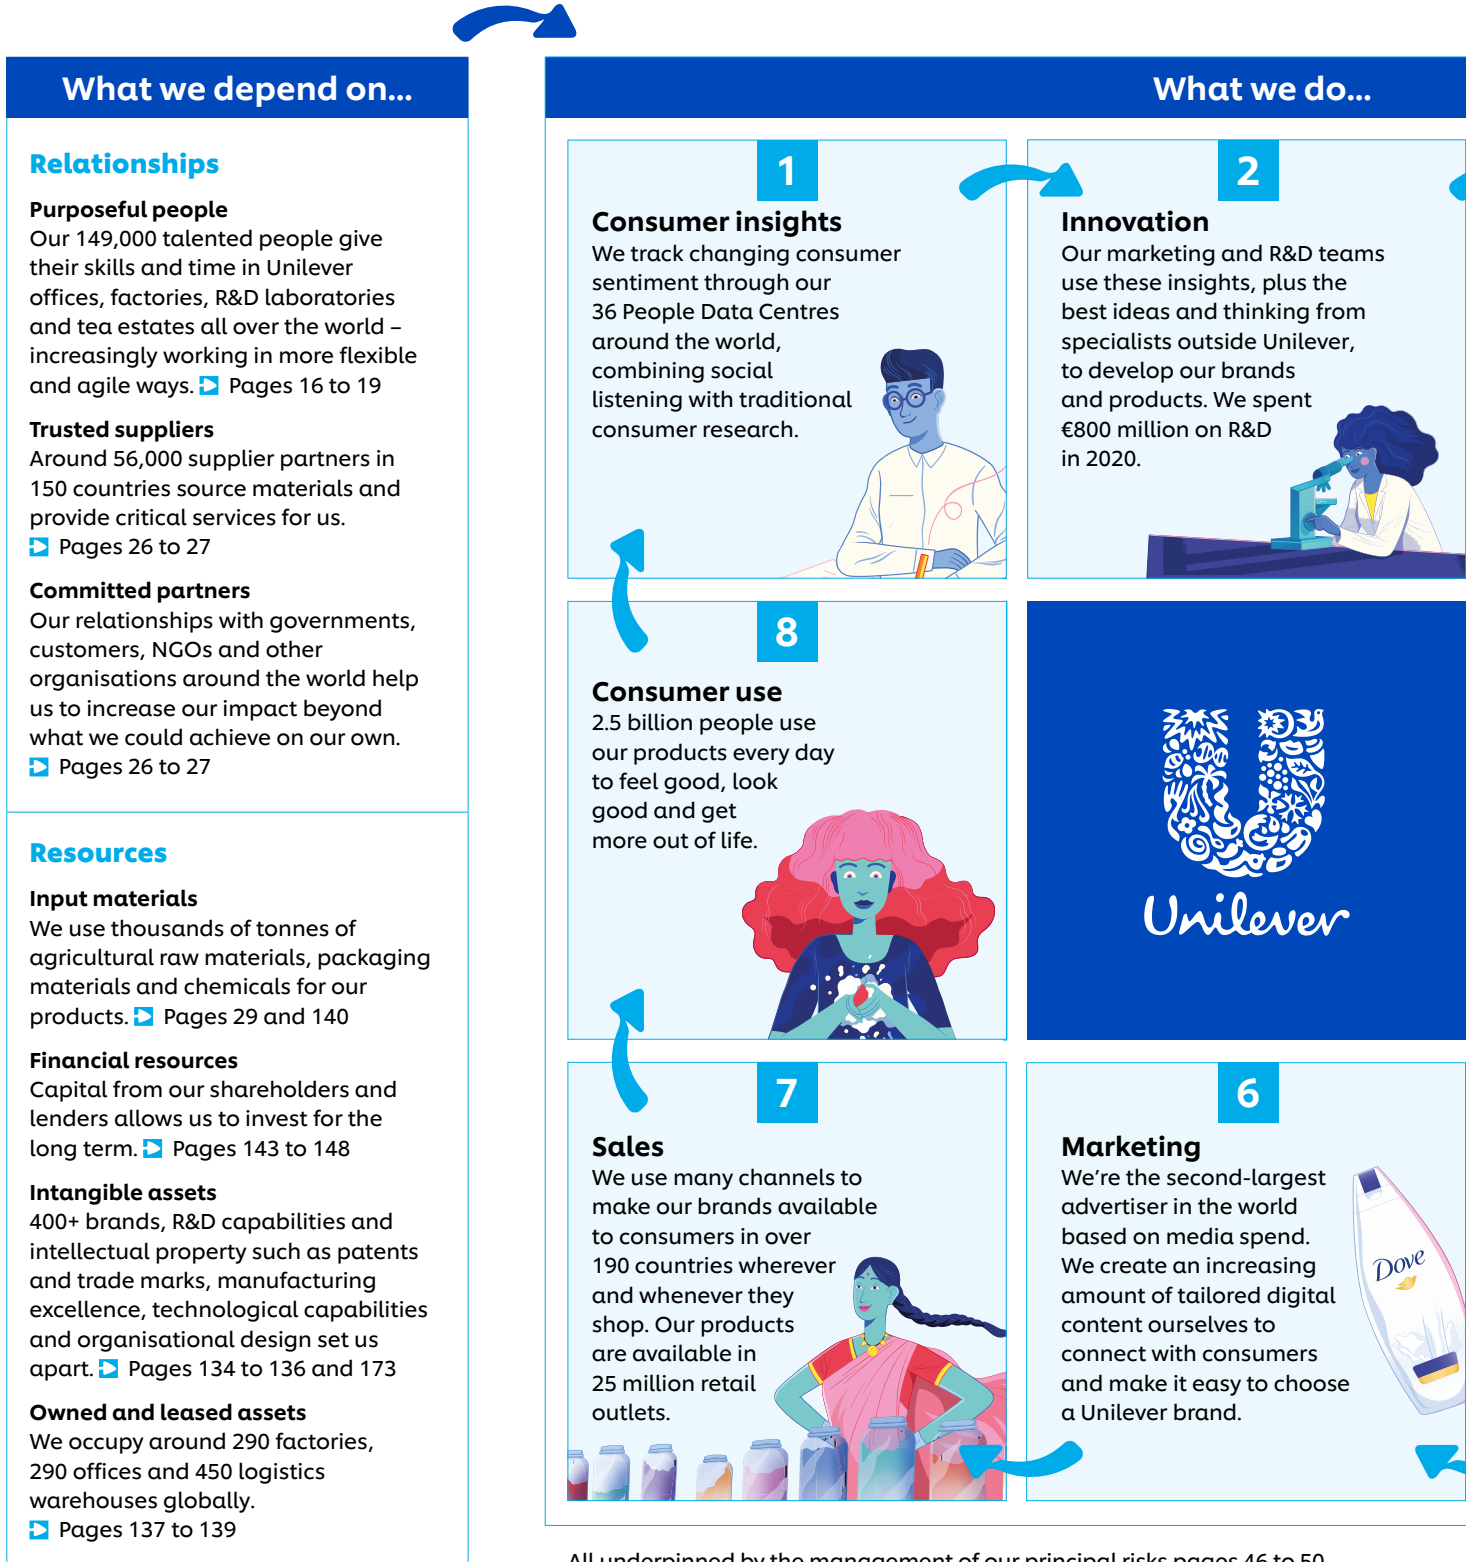 What we depend on...
Relationships
Purposeful people
Our 149,000 talented people give
their skills and time in Unilever
offices, factories, R&D laboratories
and tea estates all over the world –
increasingly working in more flexible
and agile ways. Pages 16 to 19
Trusted suppliers
Around 56,000 supplier partners in
150 countries source materials and
provide critical services for us.
Pages 26 to 27
Committed partners
Our relationships with governments,
customers, NGOs and other
organisations around the world help
us to increase our impact beyond
what we could achieve on our own.
Pages 26 to 27
Resources
Input materials
We use thousands of tonnes of
agricultural raw materials, packaging
materials and chemicals for our
products. Pages 29 and 140
Financial resources
Capital from our shareholders and
lenders allows us to invest for the
long term. Pages 143 to 148
Intangible assets
400+ brands, R&D capabilities and
intellectual property such as patents
and trade marks, manufacturing
excellence, technological capabilities
and organisational design set us
apart. Pages 134 to 136 and 173
Owned and leased assets
We occupy around 290 factories,
290 offices and 450 logistics
warehouses globally.
Pages 137 to 139
What we do...
1
Consumer insights
We track changing consumer
sentiment through our
36 People Data Centres
around the world,
combining social
listening with traditional
consumer research.
2
Innovation
Our marketing and R&D teams
use these insights, plus the
best ideas and thinking from
specialists outside Unilever,
to develop our brands
and products. We spent
€800 million on R&D
in 2020.
8
Consumer use
2.5 billion people use
our products every day
to feel good, look
good and get
more out of life.
Unilever
7
Sales
We use many channels to
make our brands available
to consumers in over
190 countries wherever
and whenever they
shop. Our products
are available in
25 million retail
outlets.
6
Marketing
We're the second-largest
advertiser in the world
based on media spend.
We create an increasing
amount of tailored digital
content ourselves to
connect with consumers
and make it easy to choose
a Unilever brand.
Dove
All underpinned by the management of our principal risks pages 46 to 50